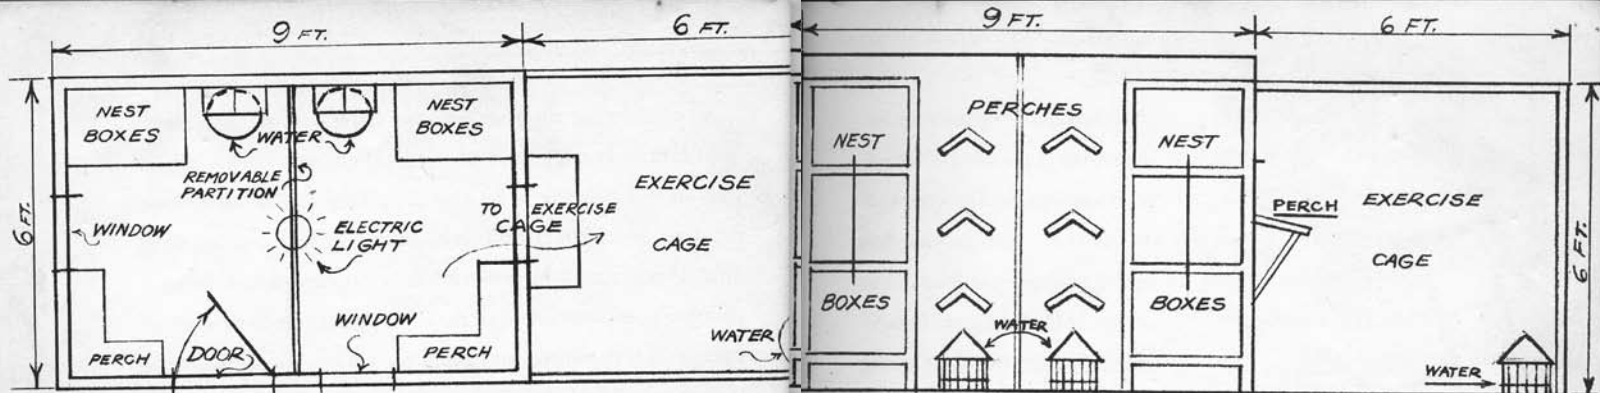 9 FT.
6 FT.
6 FT.
NEST
BOXES
WATER
NEST
BOXES
REMOVABLE
PARTITION
WINDOW
ELECTRIC
LIGHT
TO EXERCISE
CAGE
EXERCISE
CAGE
WINDOW
PERCH
DOOR
PERCH
WATER
9 FT.
6 FT.
PERCHES
NEST
BOXES
NEST
BOXES
WATER
PERCH
EXERCISE
CAGE
6 FT.
WATER